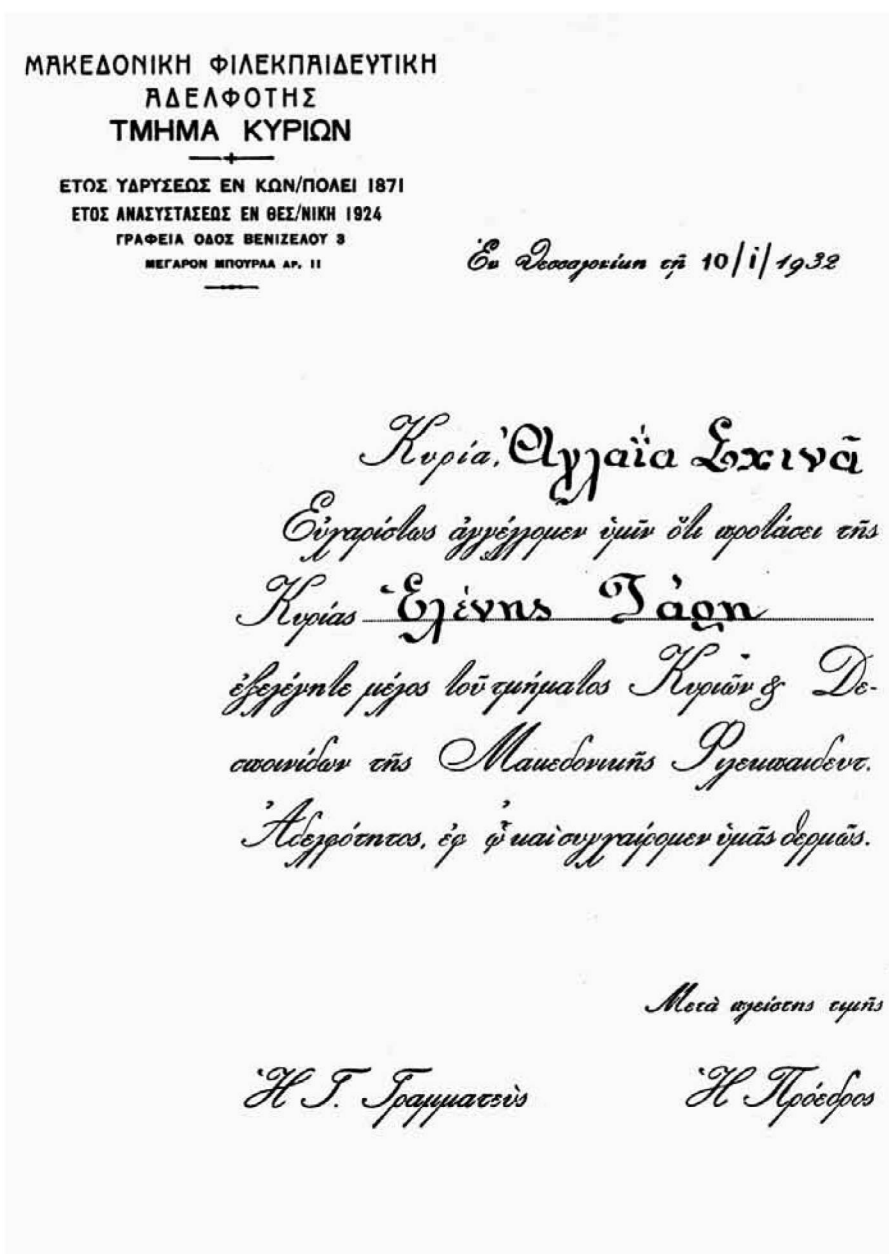 ΜΑΚΕΔΟΝΙΚΗ ΦΙΛΕΚΠΑΙΔΕΥΤΙΚΗ
ΑΔΕΛΦΟΤΗΣ
ΤΜΗΜΑ ΚΥΡΙΩΝ
ΕΤΟΣ ΥΔΡΥΣΕΩΣ ΕΝ ΚΩΝ/ΠΟΛΕΙ 1871
ΕΤΟΣ ΑΝΑΣΥΣΤΑΣΕΩΣ ΕΝ ΘΕΣ/ΝΙΚΗ 1924
ΓΡΑΦΕΙΑ ΟΔΟΣ ΒΕΝΙΖΕΛΟΥ 3
ΜΕΓΑΡΟΝ ΜΠΟΥΡΛΑ ΑΡ. 11
Ἐν Θεσσαλονίκῃ τῇ 10/i/1932
Κυρία, Ἀγλαΐα Σχινᾶ
Εὐχαρίστως ἀγγέλλομεν ὑμῖν ὅτι προτάσει τῆς
Κυρίας Ἑλένης Τάρη
ἐξελέγητε μέλος τοῦ τμήματος Κυριῶν & Δε-
σποινίδων τῆς Μακεδονικῆς Φιλεκπαιδευτ.
Ἀδελφότητος, ἐφ ᾧ καὶ συγχαίρομεν ὑμᾶς θερμῶς.
Μετὰ πλείστης τιμῆς
Ἡ Γ. Γραμματεὺς
Ἡ Πρόεδρος